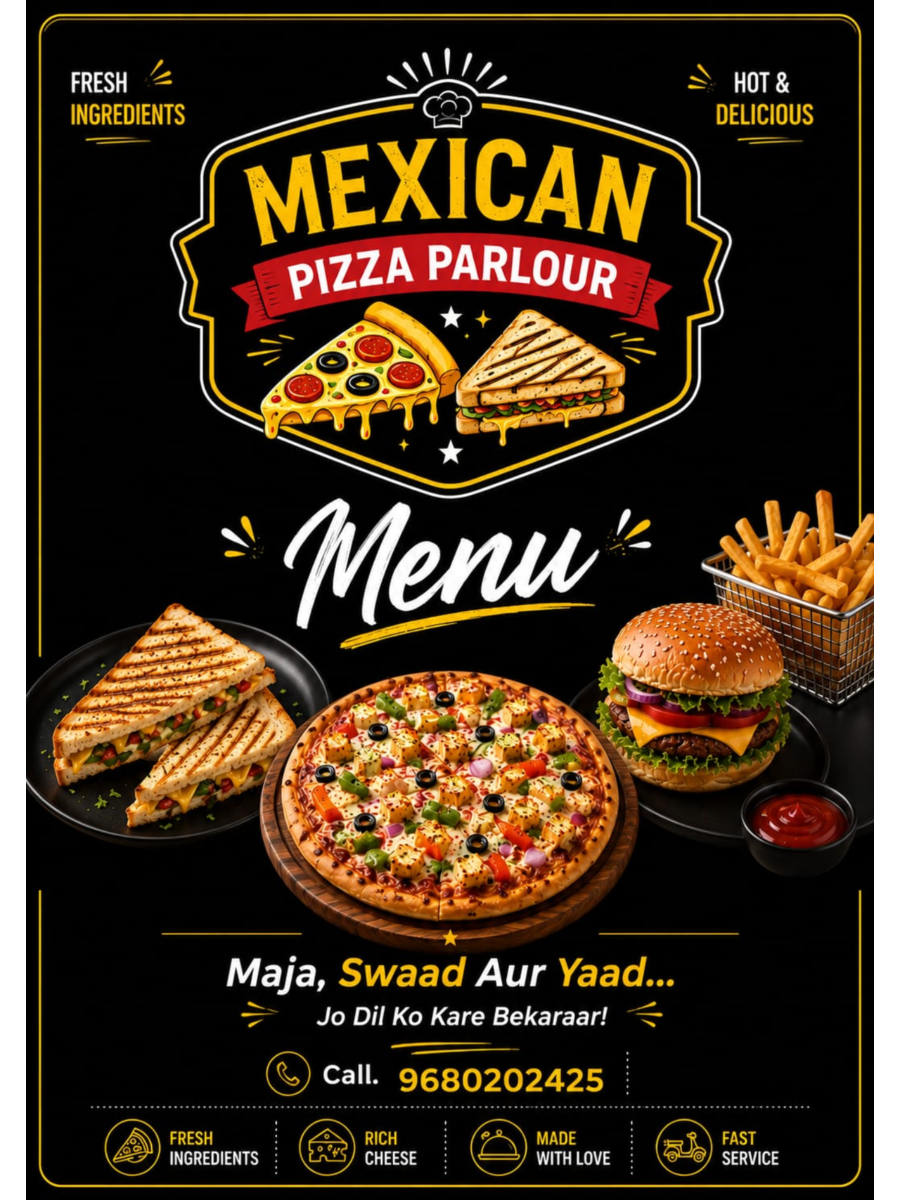 FRESH
INGREDIENTS
HOT &
DELICIOUS
MEXICAN
PIZZA PARLOUR
Menu
Maja, Swaad Aur Yaad...
Jo Dil Ko Kare Bekaraar!
Call. 9680202425
FRESH
INGREDIENTS
RICH
CHEESE
MADE
WITH LOVE
FAST
SERVICE